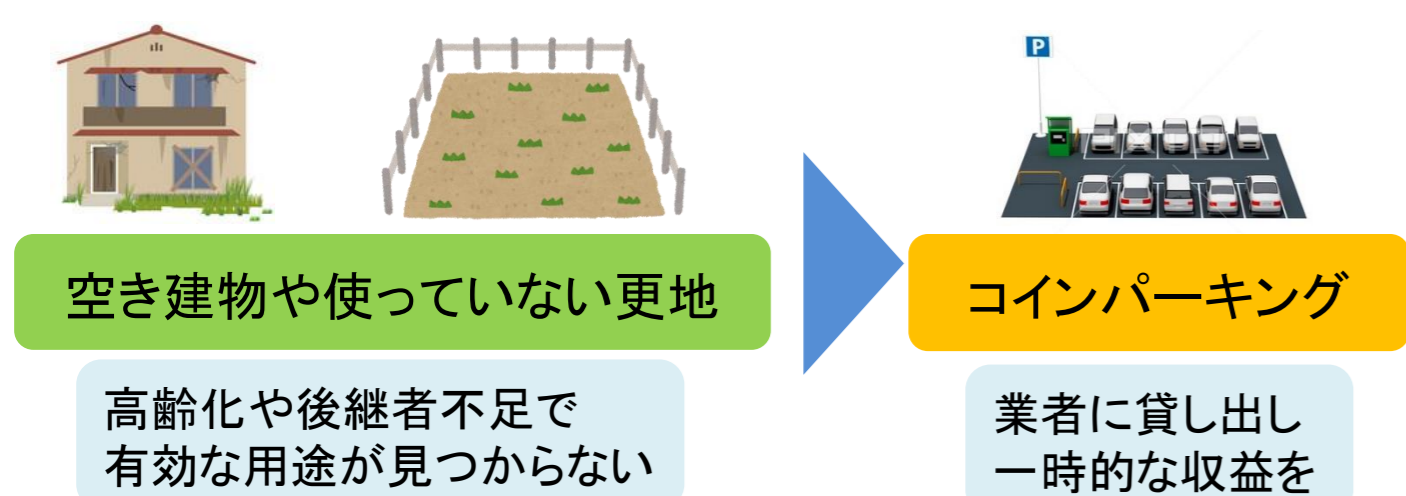 P
空き建物や使っていない更地
コインパーキング
高齢化や後継者不足で
有効な用途が見つからない
業者に貸し出し
一時的な収益を